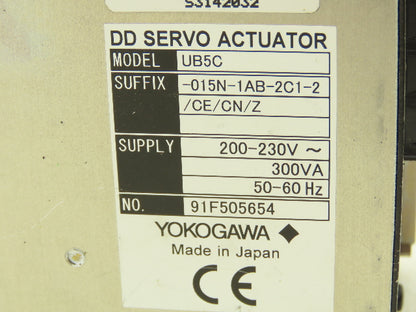 S3142032
DD SERVO ACTUATOR
MODEL UB5C
SUFFIX -015N-1AB-2C1-2
/CE/CN/Z
SUPPLY 200-230V ~
300VA
50-60 Hz
NO. 91F505654
YOKOGAWA
Made in Japan
CE